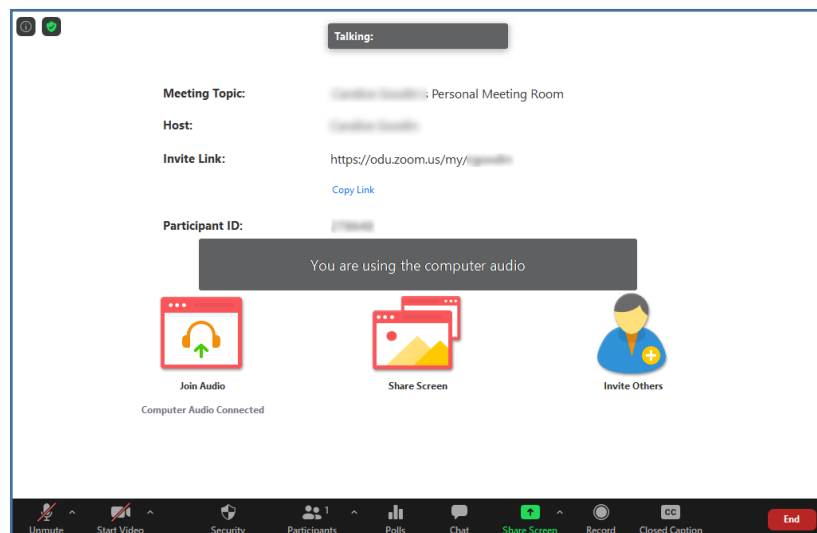 Talking:
Meeting Topic: Personal Meeting Room
Host:
Invite Link: https://odu.zoom.us/my/
Copy Link
Participant ID:
You are using the computer audio
Join Audio Share Screen Invite Others
Computer Audio Connected
1
CC
Unmute Start Video Security Participants Polls Chat Share Screen Record Closed Caption End